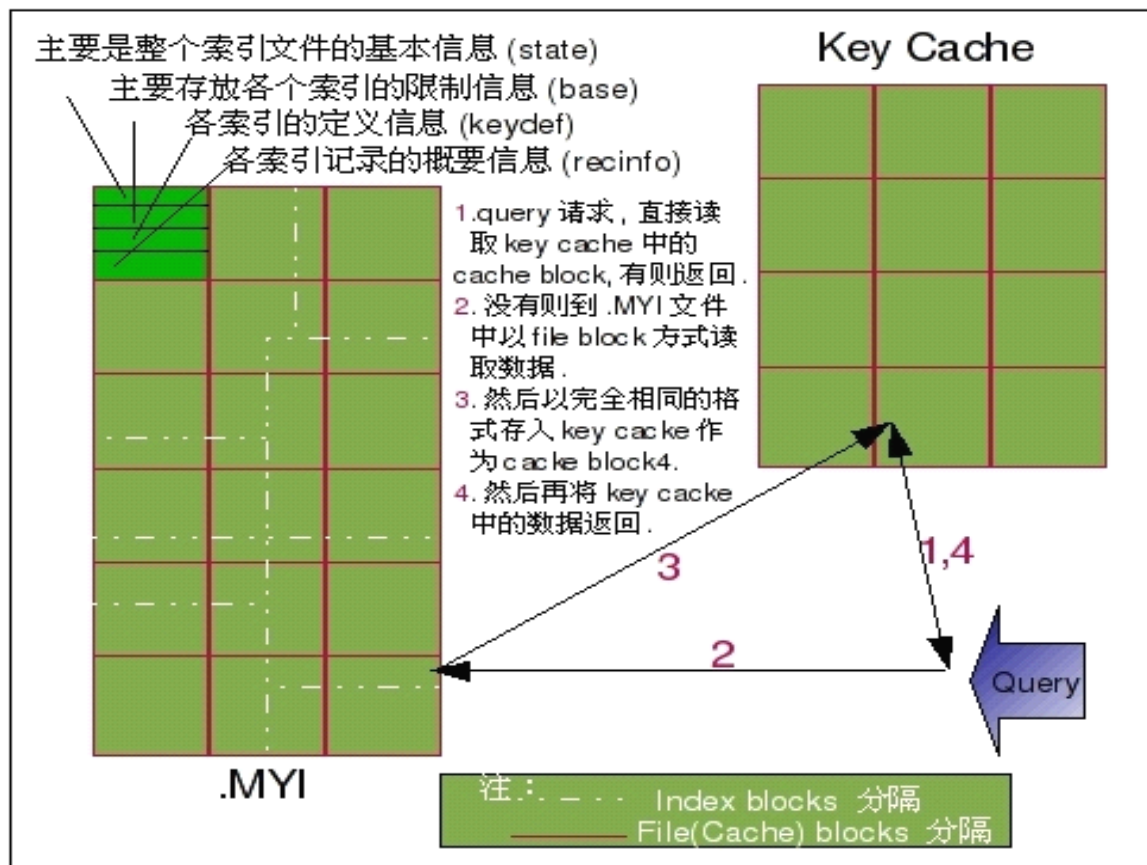 主要是整个索引文件的基本信息 (state)
主要存放各个索引的限制信息 (base)
各索引的定义信息 (keydef)
各索引记录的概要信息 (recinfo)
Key Cache
1.query 请求, 直接读
取 key cache 中的
cache block, 有则返回.
2. 没有则到 .MYI 文件
中以 file block 方式读
取数据.
3. 然后以完全相同的格
式存入 key cacke 作
为 cacke block4.
4. 然后再将 key cacke
中的数据返回.
3
1,4
2
Query
.MYI
注:
Index blocks 分隔
File(Cache) blocks 分隔